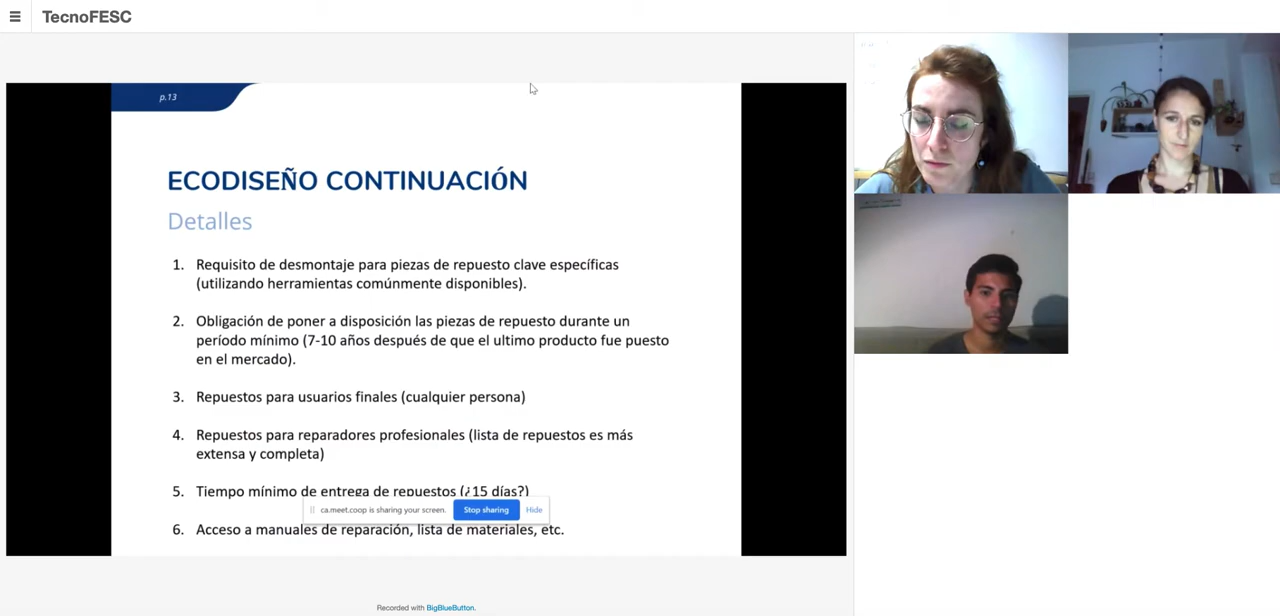 TecnoFESC
p.13
ECODISEÑO CONTINUACIÓN
Detalles
1. Requisito de desmontaje para piezas de repuesto clave específicas
(utilizando herramientas comúnmente disponibles).
2. Obligación de poner a disposición las piezas de repuesto durante un
período mínimo (7-10 años después de que el ultimo producto fue puesto
en el mercado).
3. Repuestos para usuarios finales (cualquier persona)
4. Repuestos para reparadores profesionales (lista de repuestos es más
extensa y completa)
5. Tiempo mínimo de entrega de repuestos (¿15 días?)
ca.meet.coop is sharing your screen. Stop sharing Hide
6. Acceso a manuales de reparación, lista de materiales, etc.
Recorded with BigBlueButton.